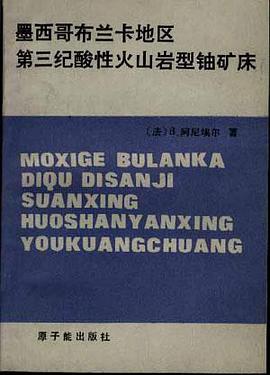 墨西哥布兰卡地区
第三纪酸性火山岩型铀矿床
(法)B.阿尼埃尔 著
MOXIGE BULANKA
DIQU DISANJI
SUANXING
HUOSHANYANXING
YOUKUANGCHUANG
原子能出版社